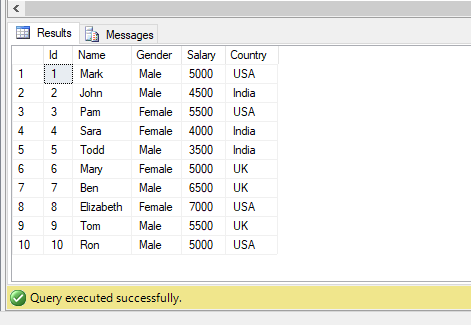 Results Messages
Id Name Gender Salary Country
1 1 Mark Male 5000 USA
2 2 John Male 4500 India
3 3 Pam Female 5500 USA
4 4 Sara Female 4000 India
5 5 Todd Male 3500 India
6 6 Mary Female 5000 UK
7 7 Ben Male 6500 UK
8 8 Elizabeth Female 7000 USA
9 9 Tom Male 5500 UK
10 10 Ron Male 5000 USA
Query executed successfully.